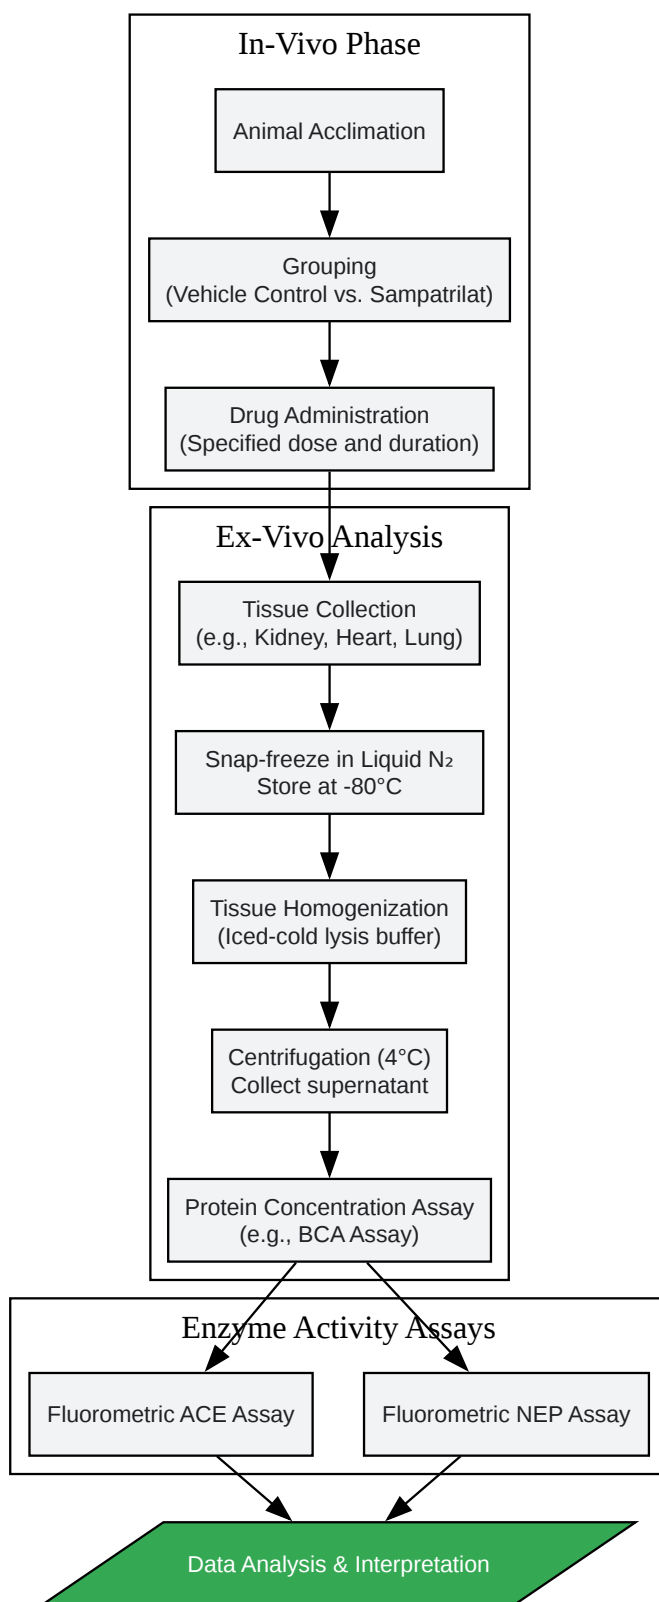 In-Vivo Phase
Animal Acclimation
Grouping
(Vehicle Control vs. Sampatrilat)
Drug Administration
(Specified dose and duration)
Ex-Vivo Analysis
Tissue Collection
(e.g., Kidney, Heart, Lung)
Snap-freeze in Liquid N₂
Store at -80°C
Tissue Homogenization
(Iced-cold lysis buffer)
Centrifugation (4°C)
Collect supernatant
Protein Concentration Assay
(e.g., BCA Assay)
Enzyme Activity Assays
Fluorometric ACE Assay
Fluorometric NEP Assay
Data Analysis & Interpretation